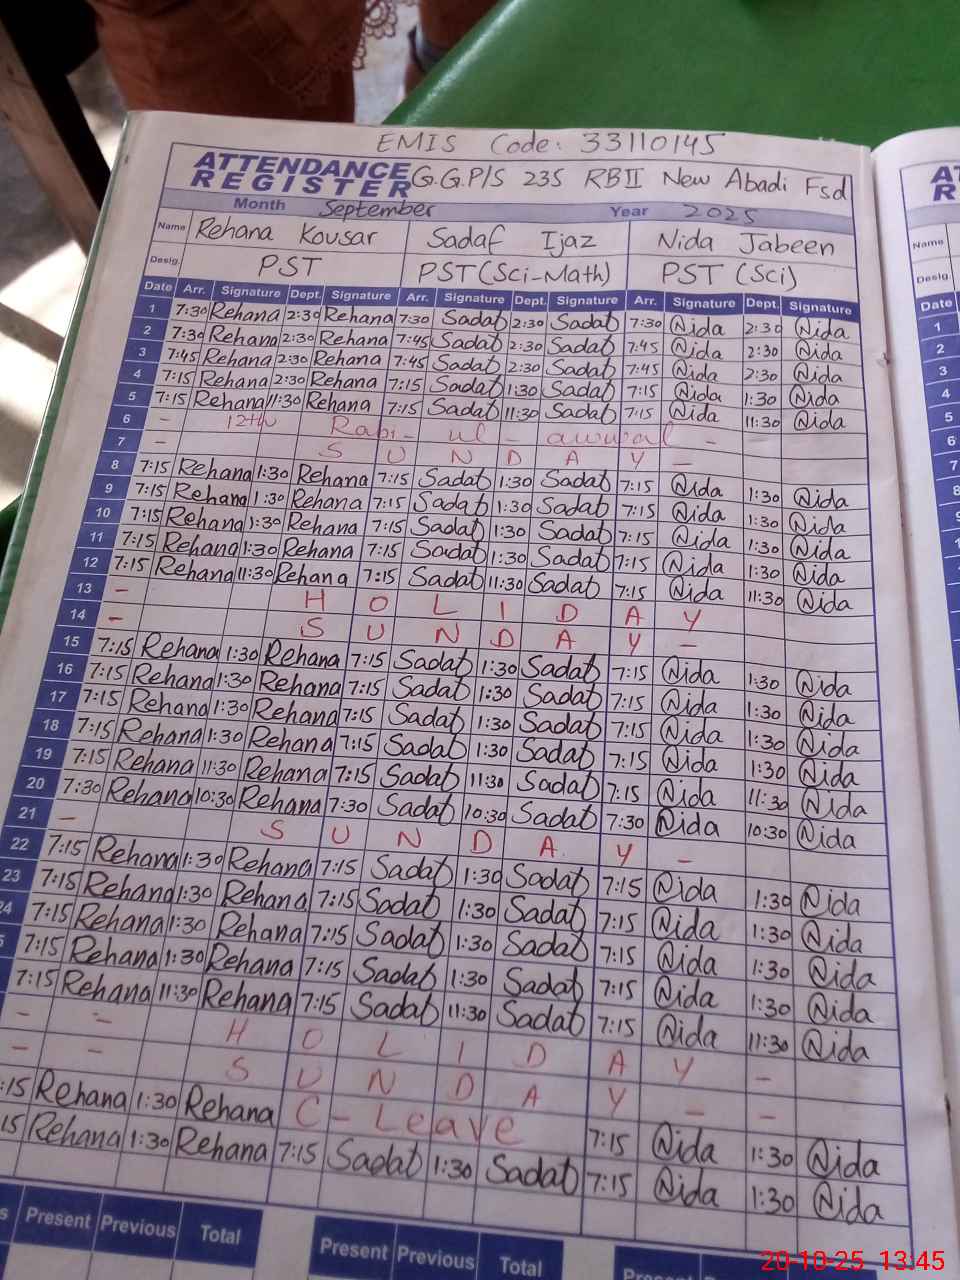 EMIS Code: 33110145
ATTENDANCE REGISTER G.G.P/S 235 RB II New Abadi Fsd
Month September Year 2025
Name Rehana Kousar Sadaf Ijaz Nida Jabeen
Desig. PST PST (Sci-Math) PST (Sci)
Date Arr. Signature Dept. Signature Arr. Signature Dept. Signature Arr. Signature Dept. Signature
1 7:30 Rehana 2:30 Rehana 7:30 Sadaf 2:30 Sadaf 7:30 Nida 2:30 Nida
2 7:30 Rehana 2:30 Rehana 7:45 Sadaf 2:30 Sadaf 7:45 Nida 2:30 Nida
3 7:45 Rehana 2:30 Rehana 7:45 Sadaf 2:30 Sadaf 7:45 Nida 2:30 Nida
4 7:15 Rehana 2:30 Rehana 7:15 Sadaf 1:30 Sadaf 7:15 Nida 1:30 Nida
5 7:15 Rehana 11:30 Rehana 7:15 Sadaf 11:30 Sadaf 7:15 Nida 11:30 Nida
6 - 12th Rabi - ul - awwal -
7 - S U N D A Y -
8 7:15 Rehana 1:30 Rehana 7:15 Sadaf 1:30 Sadaf 7:15 Nida 1:30 Nida
9 7:15 Rehana 1:30 Rehana 7:15 Sadaf 1:30 Sadaf 7:15 Nida 1:30 Nida
10 7:15 Rehana 1:30 Rehana 7:15 Sadaf 1:30 Sadaf 7:15 Nida 1:30 Nida
11 7:15 Rehana 1:30 Rehana 7:15 Sadaf 1:30 Sadaf 7:15 Nida 1:30 Nida
12 7:15 Rehana 11:30 Rehana 7:15 Sadaf 11:30 Sadaf 7:15 Nida 11:30 Nida
13 - H O L I D A Y
14 - S U N D A Y -
15 7:15 Rehana 1:30 Rehana 7:15 Sadaf 1:30 Sadaf 7:15 Nida 1:30 Nida
16 7:15 Rehana 1:30 Rehana 7:15 Sadaf 1:30 Sadaf 7:15 Nida 1:30 Nida
17 7:15 Rehana 1:30 Rehana 7:15 Sadaf 1:30 Sadaf 7:15 Nida 1:30 Nida
18 7:15 Rehana 1:30 Rehana 7:15 Sadaf 1:30 Sadaf 7:15 Nida 1:30 Nida
19 7:15 Rehana 11:30 Rehana 7:15 Sadaf 11:30 Sadaf 7:15 Nida 11:30 Nida
20 7:30 Rehana 10:30 Rehana 7:30 Sadaf 10:30 Sadaf 7:30 Nida 10:30 Nida
21 - S U N D A Y -
22 7:15 Rehana 1:30 Rehana 7:15 Sadaf 1:30 Sadaf 7:15 Nida 1:30 Nida
23 7:15 Rehana 1:30 Rehana 7:15 Sadaf 1:30 Sadaf 7:15 Nida 1:30 Nida
24 7:15 Rehana 1:30 Rehana 7:15 Sadaf 1:30 Sadaf 7:15 Nida 1:30 Nida
5 7:15 Rehana 1:30 Rehana 7:15 Sadaf 1:30 Sadaf 7:15 Nida 1:30 Nida
7:15 Rehana 11:30 Rehana 7:15 Sadaf 11:30 Sadaf 7:15 Nida 11:30 Nida
- - H O L I D A Y -
- - S U N D A Y - -
:15 Rehana 1:30 Rehana C - Leave 7:15 Nida 1:30 Nida
15 Rehana 1:30 Rehana 7:15 Sadaf 1:30 Sadaf 7:15 Nida 1:30 Nida
s Present Previous Total Present Previous Total Present
Name
Desig.
Date
1
2
3
4
5
6
7
8
9
10
20-10-25 13:45